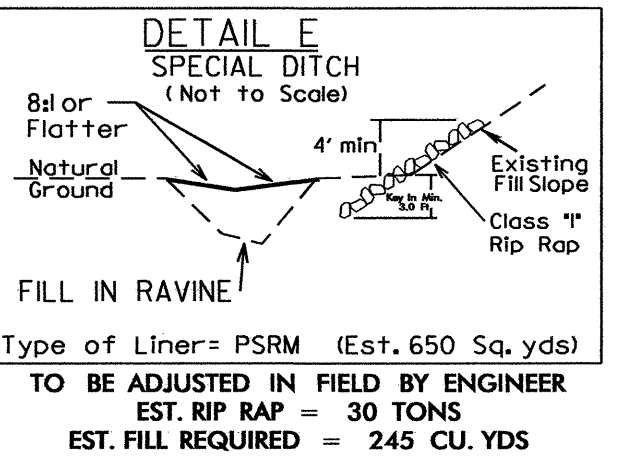 DETAIL E
SPECIAL DITCH
(Not to Scale)
8:1 or
Flatter
4' min
Natural
Ground
Existing
Fill Slope
Key In Min.
3.0 Ft.
Class "I"
Rip Rap
FILL IN RAVINE
Type of Liner= PSRM (Est. 650 Sq. yds)
TO BE ADJUSTED IN FIELD BY ENGINEER
EST. RIP RAP = 30 TONS
EST. FILL REQUIRED = 245 CU. YDS